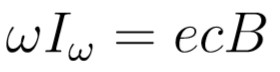 ωI_ω = ecB